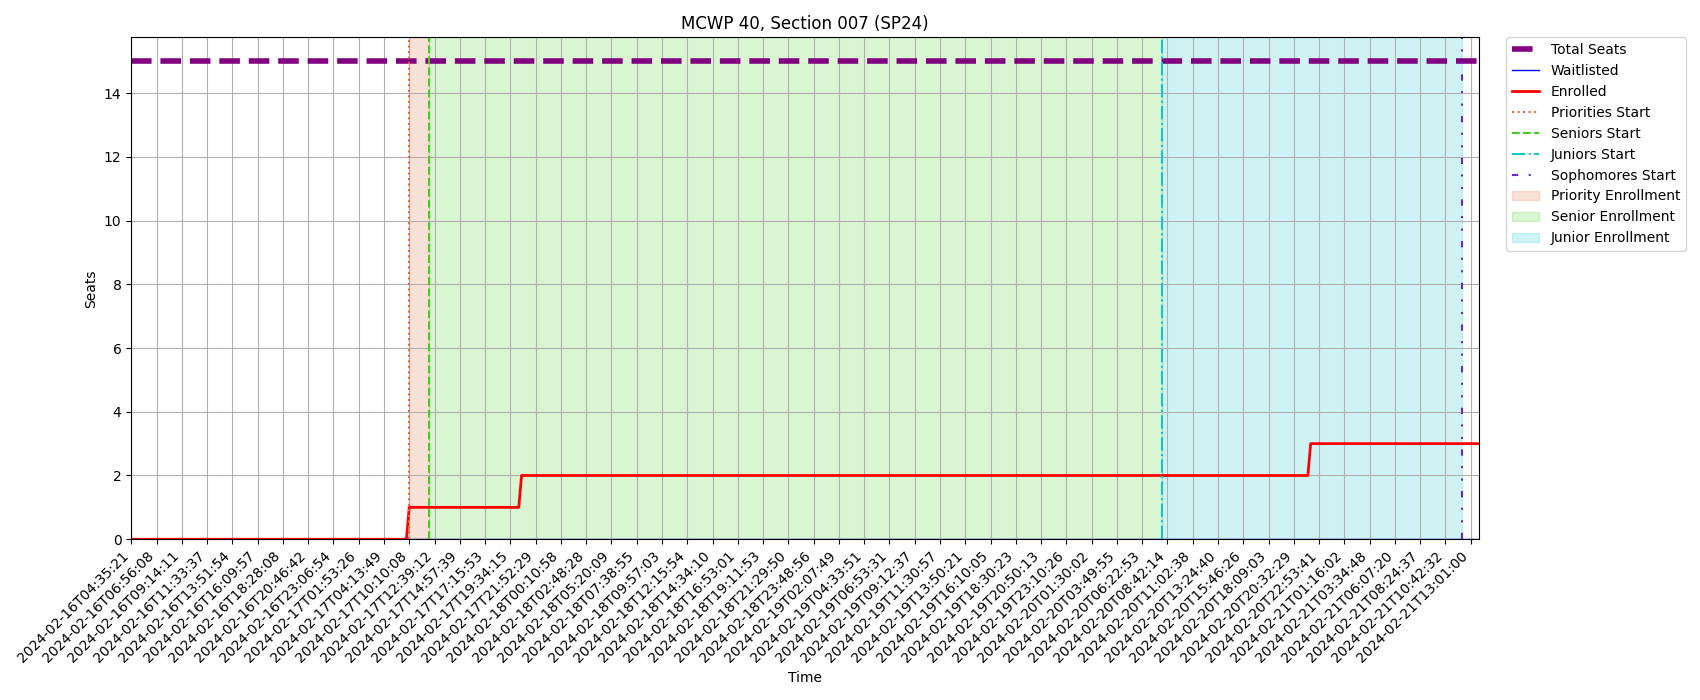 MCWP 40, Section 007 (SP24)
Seats
14
12
10
8
6
4
2
0
2024-02-16T04:35:21
2024-02-16T06:56:08
2024-02-16T09:14:11
2024-02-16T11:33:37
2024-02-16T13:51:54
2024-02-16T16:09:57
2024-02-16T18:28:08
2024-02-16T20:46:42
2024-02-16T23:06:54
2024-02-17T01:53:26
2024-02-17T04:13:49
2024-02-17T10:10:08
2024-02-17T12:39:12
2024-02-17T14:57:39
2024-02-17T17:15:53
2024-02-17T19:34:15
2024-02-17T21:52:29
2024-02-18T00:10:58
2024-02-18T02:48:28
2024-02-18T05:20:09
2024-02-18T07:38:55
2024-02-18T09:57:03
2024-02-18T12:15:54
2024-02-18T14:34:10
2024-02-18T16:53:01
2024-02-18T19:11:53
2024-02-18T21:29:50
2024-02-18T23:48:56
2024-02-19T02:07:49
2024-02-19T04:33:51
2024-02-19T06:53:31
2024-02-19T09:12:37
2024-02-19T11:30:57
2024-02-19T13:50:21
2024-02-19T16:10:05
2024-02-19T18:30:23
2024-02-19T20:50:13
2024-02-19T23:10:26
2024-02-20T01:30:02
2024-02-20T03:49:55
2024-02-20T06:22:53
2024-02-20T08:42:14
2024-02-20T11:02:38
2024-02-20T13:24:40
2024-02-20T15:46:26
2024-02-20T18:09:03
2024-02-20T20:32:29
2024-02-20T22:53:41
2024-02-21T01:16:02
2024-02-21T03:34:48
2024-02-21T06:07:20
2024-02-21T08:24:37
2024-02-21T10:42:32
2024-02-21T13:01:00
Time
Total Seats
Waitlisted
Enrolled
Priorities Start
Seniors Start
Juniors Start
Sophomores Start
Priority Enrollment
Senior Enrollment
Junior Enrollment